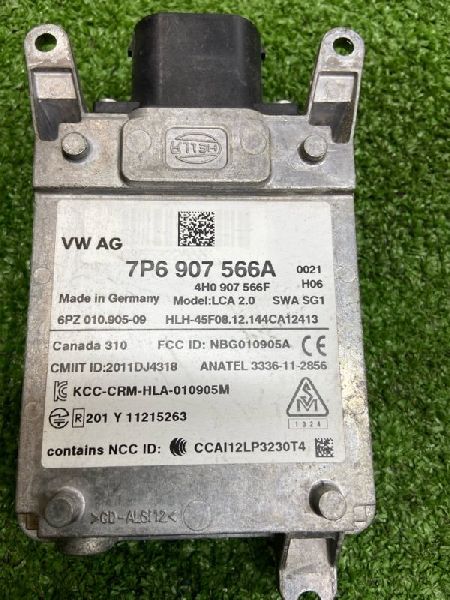 HELLA
VW AG
7P6 907 566A 0021
4H0 907 566F H06
Made in Germany Model:LCA 2.0 SWA SG1
6PZ 010.905-09 HLH-45F08.12.144CA12413
Canada 310 FCC ID: NBG010905A CE
CMIIT ID:2011DJ4318 ANATEL 3336-11-2856
KCC-CRM-HLA-010905M
R 201 Y 11215263
1324
contains NCC ID: CCAI12LP3230T4
>GD-ALSI12<